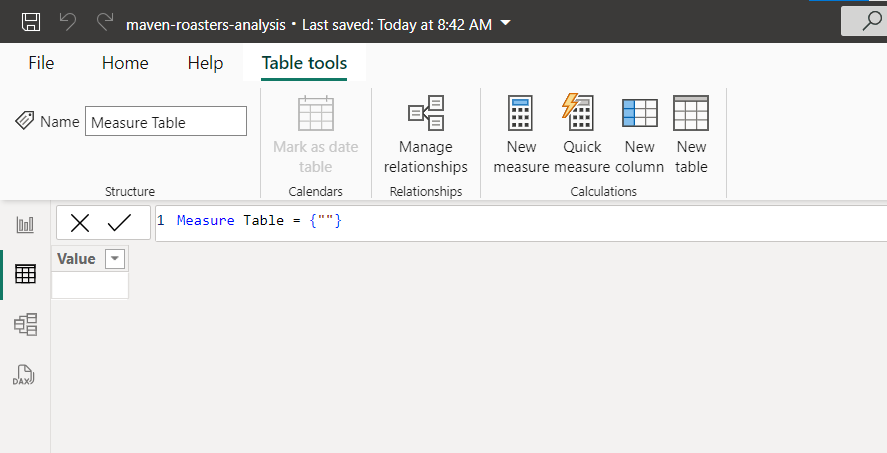 maven-roasters-analysis • Last saved: Today at 8:42 AM
File Home Help Table tools
Name Measure Table
Mark as date table
Manage relationships
New measure
Quick measure
New column
New table
Structure Calendars Relationships Calculations
1 Measure Table = {""}
Value
DAX